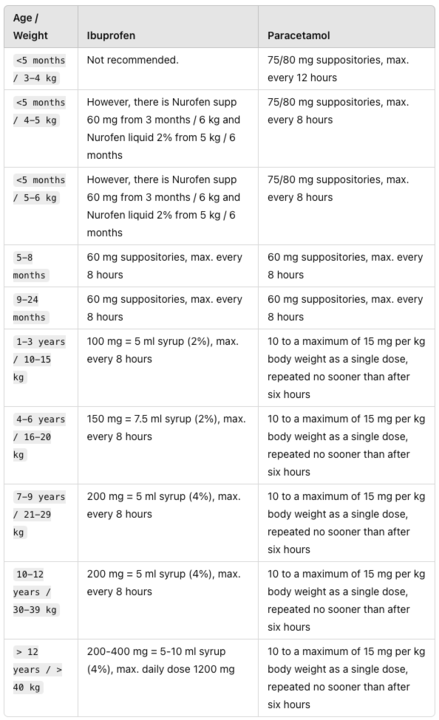 Age /
Weight
Ibuprofen
Paracetamol
<5 months
/ 3–4 kg
Not recommended.
75/80 mg suppositories, max.
every 12 hours
<5 months
/ 4–5 kg
However, there is Nurofen supp
60 mg from 3 months / 6 kg and
Nurofen liquid 2% from 5 kg / 6
months
75/80 mg suppositories, max.
every 8 hours
<5 months
/ 5–6 kg
However, there is Nurofen supp
60 mg from 3 months / 6 kg and
Nurofen liquid 2% from 5 kg / 6
months
75/80 mg suppositories, max.
every 8 hours
5–8
months
60 mg suppositories, max. every
8 hours
60 mg suppositories, max. every
8 hours
9–24
months
60 mg suppositories, max. every
8 hours
60 mg suppositories, max. every
8 hours
1–3 years
/ 10–15
kg
100 mg = 5 ml syrup (2%), max.
every 8 hours
10 to a maximum of 15 mg per kg
body weight as a single dose,
repeated no sooner than after
six hours
4–6 years
/ 16–20
kg
150 mg = 7.5 ml syrup (2%), max.
every 8 hours
10 to a maximum of 15 mg per kg
body weight as a single dose,
repeated no sooner than after
six hours
7–9 years
/ 21–29
kg
200 mg = 5 ml syrup (4%), max.
every 8 hours
10 to a maximum of 15 mg per kg
body weight as a single dose,
repeated no sooner than after
six hours
10–12
years /
30–39 kg
200 mg = 5 ml syrup (4%), max.
every 8 hours
10 to a maximum of 15 mg per kg
body weight as a single dose,
repeated no sooner than after
six hours
> 12
years / >
40 kg
200-400 mg = 5-10 ml syrup
(4%), max. daily dose 1200 mg
10 to a maximum of 15 mg per kg
body weight as a single dose,
repeated no sooner than after
six hours